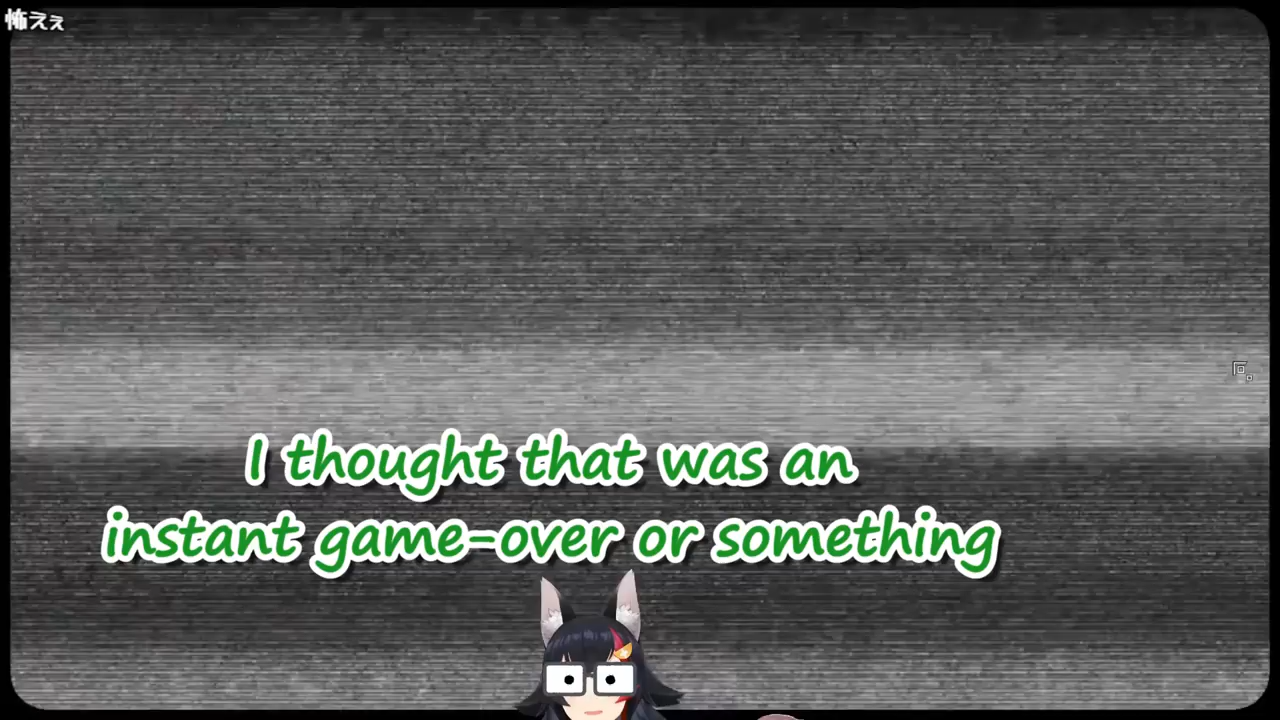 怖えぇ
I thought that was an
instant game-over or something